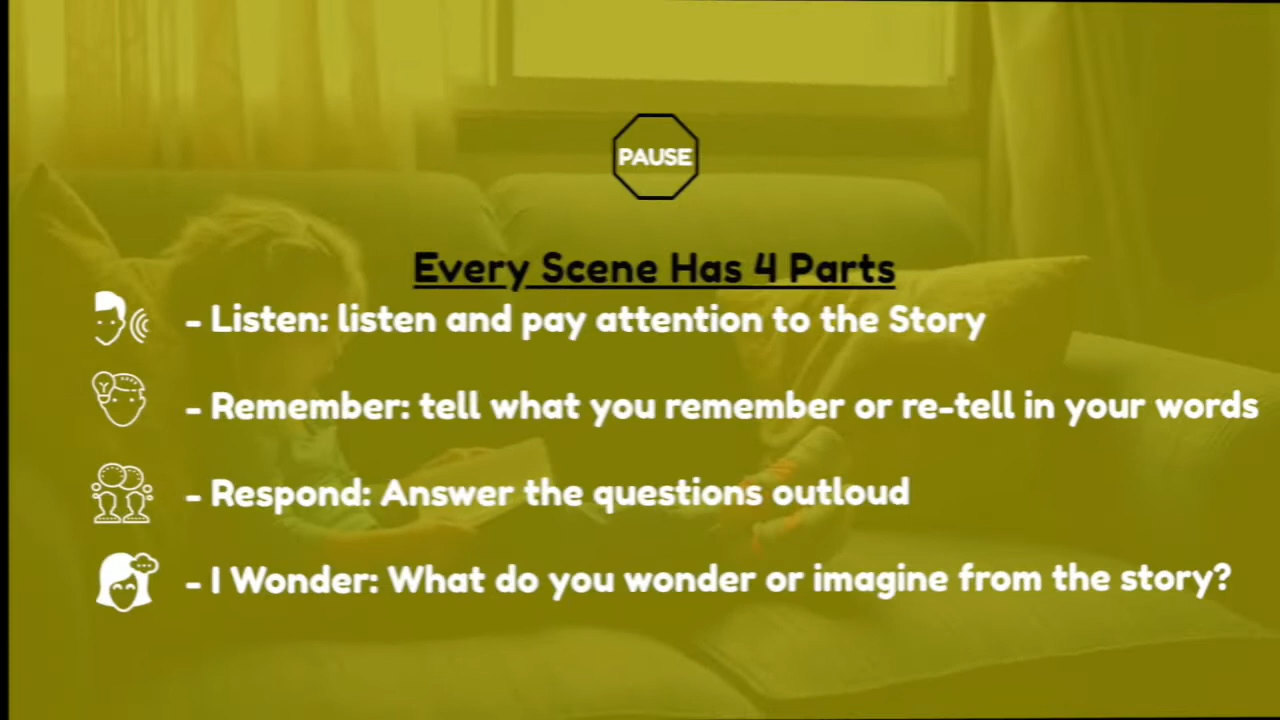 PAUSE
Every Scene Has 4 Parts
- Listen: listen and pay attention to the Story
- Remember: tell what you remember or re-tell in your words
- Respond: Answer the questions outloud
- I Wonder: What do you wonder or imagine from the story?